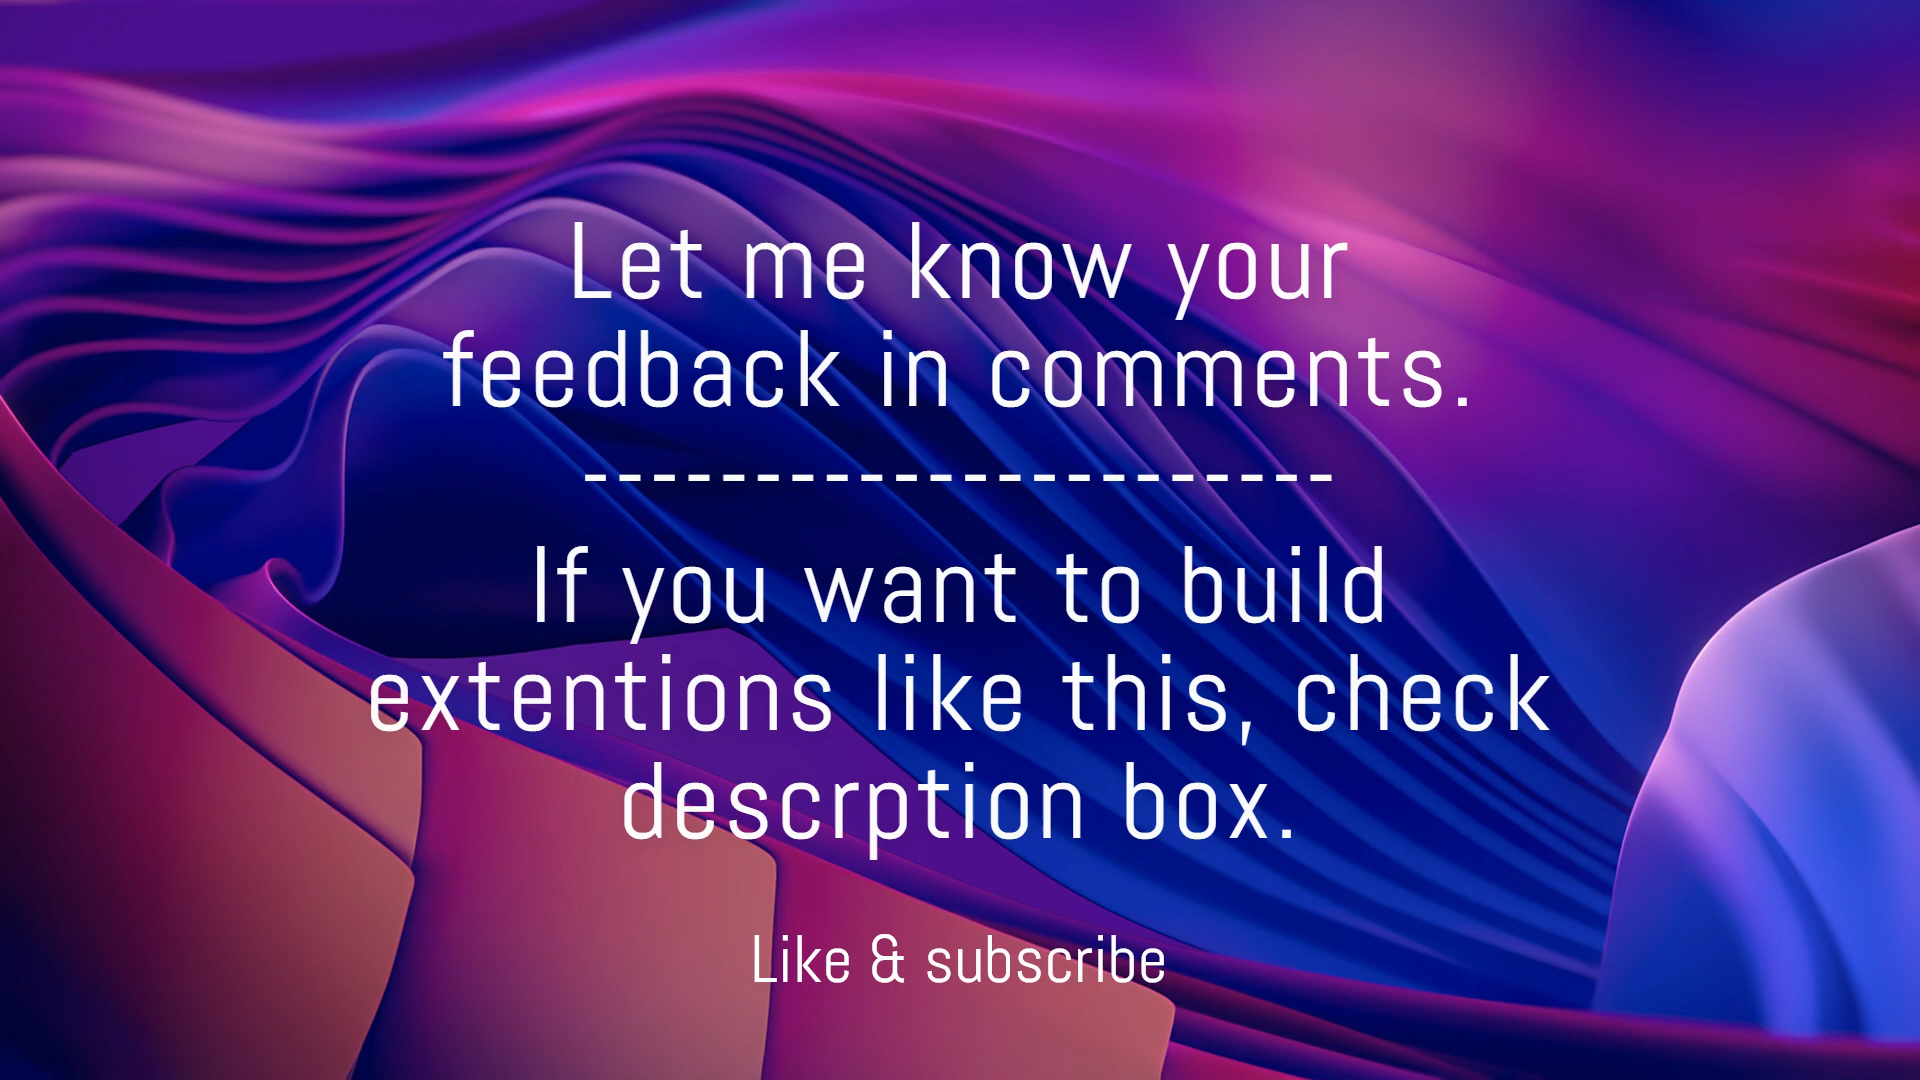 Let me know your
feedback in comments.
----------------------
If you want to build
extentions like this, check
descrption box.
Like & subscribe